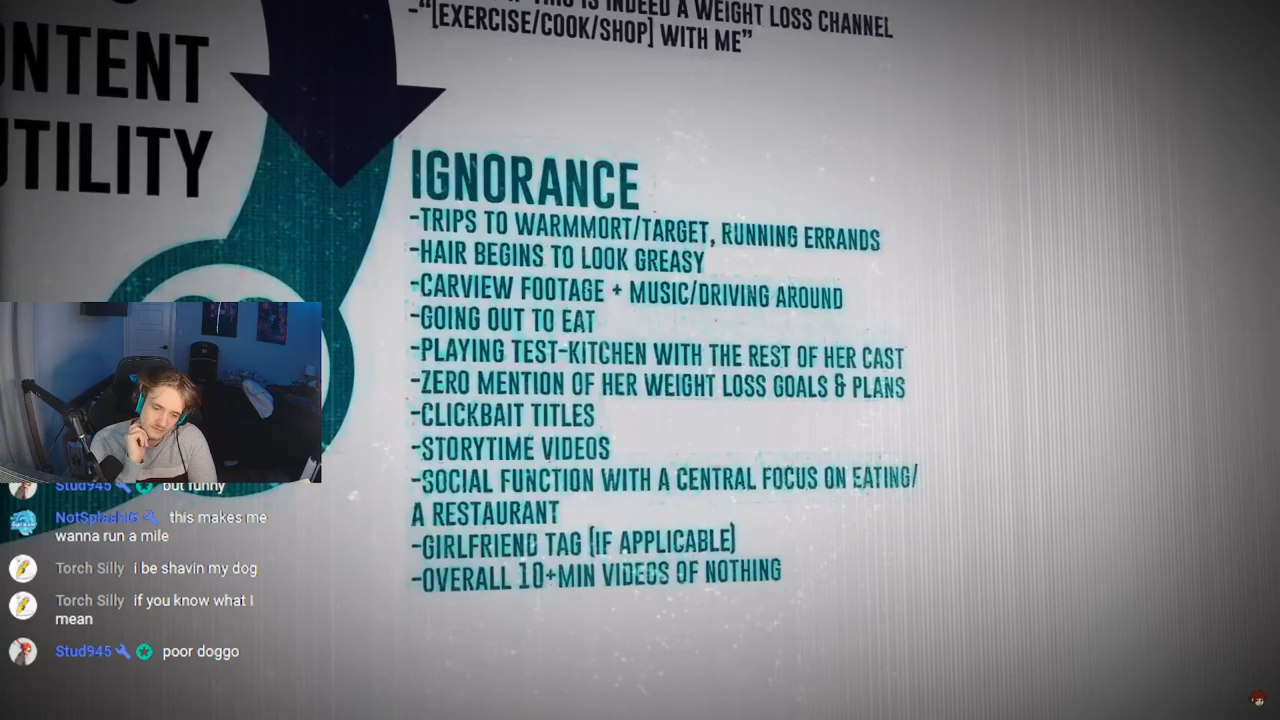 THIS IS INDEED A WEIGHT LOSS CHANNEL
-“[EXERCISE/COOK/SHOP] WITH ME”
NTENT
UTILITY
IGNORANCE
-TRIPS TO WARMMORT/TARGET, RUNNING ERRANDS
-HAIR BEGINS TO LOOK GREASY
-CARVIEW FOOTAGE + MUSIC/DRIVING AROUND
-GOING OUT TO EAT
-PLAYING TEST-KITCHEN WITH THE REST OF HER CAST
-ZERO MENTION OF HER WEIGHT LOSS GOALS & PLANS
-CLICKBAIT TITLES
-STORYTIME VIDEOS
-SOCIAL FUNCTION WITH A CENTRAL FOCUS ON EATING/
A RESTAURANT
-GIRLFRIEND TAG (IF APPLICABLE)
-OVERALL 10+MIN VIDEOS OF NOTHING
Stud945 but funny
NotSplashIG this makes me
wanna run a mile
Torch Silly i be shavin my dog
Torch Silly if you know what I
mean
Stud945 poor doggo